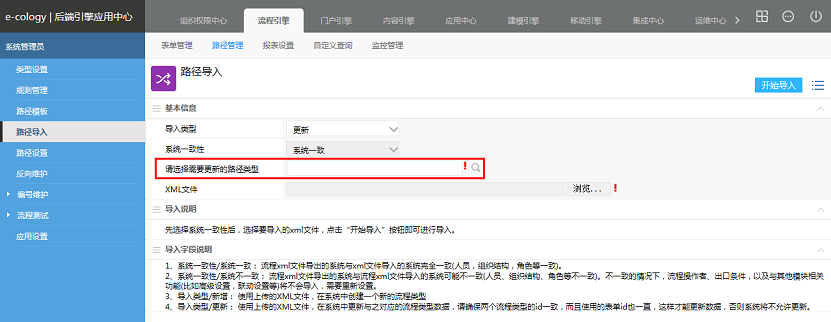 e-cology | 后端引擎应用中心
组织权限中心 流程引擎 门户引擎 内容引擎 应用中心 建模引擎 移动引擎 集成中心 运维中心
系统管理员
表单管理 路径管理 报表设置 自定义查询 监控管理
类型设置
规则管理
路径模板
路径导入
路径设置
反向维护
编号维护
流程测试
应用设置
路径导入
开始导入
基本信息
导入类型 更新
系统一致性 系统一致
请选择需要更新的路径类型 !
XML文件 浏览... !
导入说明
先选择系统一致性后，选择要导入的xml文件，点击“开始导入”按钮即可进行导入。
导入字段说明
1、系统一致性/系统一致： 流程xml文件导出的系统与xml文件导入的系统完全一致(人员，组织结构，角色等一致)。
2、系统一致性/系统不一致： 流程xml文件导出的系统与流程文件导入的系统可能不一致(人员、组织结构、角色等不一致)。不一致的情况下，流程操作者、出口条件，以及与其他模块相关
功能(比如高级设置，联动设置等)将不会导入，需要重新设置。
3、导入类型/新增： 使用上传的XML文件，在系统中创建一个新的流程类型
4、导入类型/更新： 使用上传的XML文件，在系统中更新与之对应的流程类型数据，请确保两个流程类型的id一致，而且使用的表单id也一直，这样才能更新数据，否则系统将不允许更新。